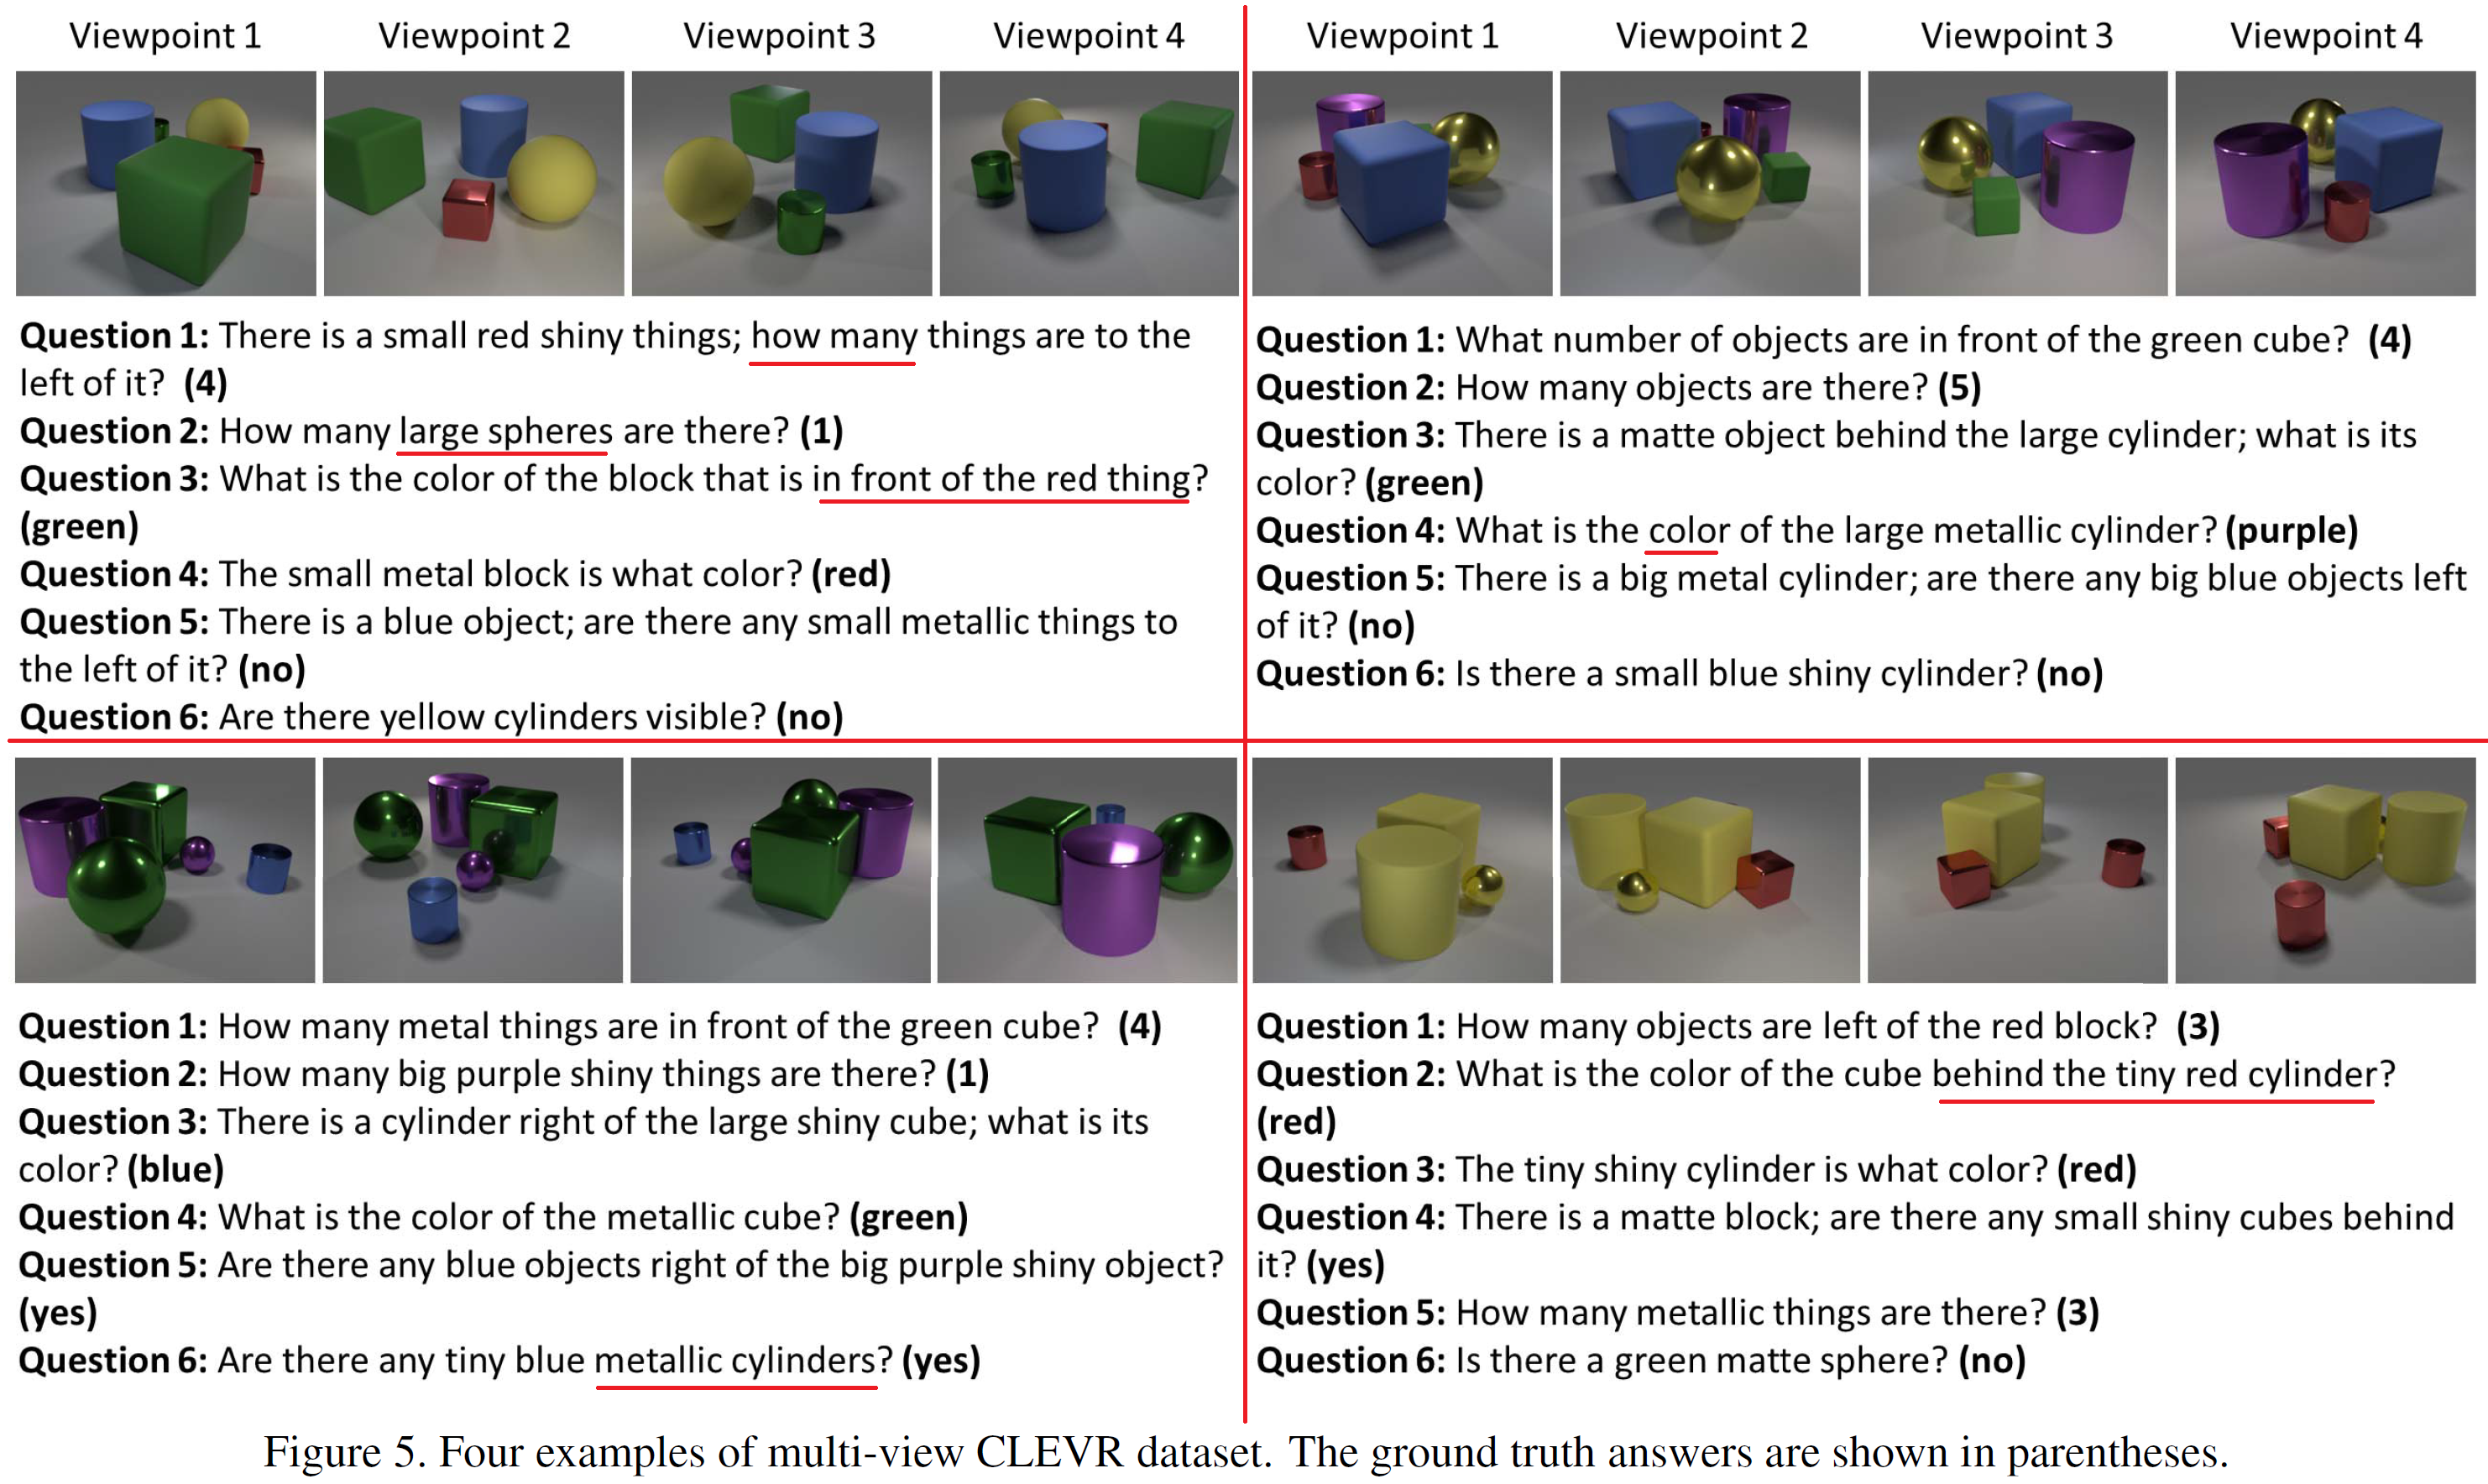 Viewpoint 1 Viewpoint 2 Viewpoint 3 Viewpoint 4
Question 1: There is a small red shiny things; how many things are to the
left of it? (4)
Question 2: How many large spheres are there? (1)
Question 3: What is the color of the block that is in front of the red thing?
(green)
Question 4: The small metal block is what color? (red)
Question 5: There is a blue object; are there any small metallic things to
the left of it? (no)
Question 6: Are there yellow cylinders visible? (no)
Viewpoint 1 Viewpoint 2 Viewpoint 3 Viewpoint 4
Question 1: What number of objects are in front of the green cube? (4)
Question 2: How many objects are there? (5)
Question 3: There is a matte object behind the large cylinder; what is its
color? (green)
Question 4: What is the color of the large metallic cylinder? (purple)
Question 5: There is a big metal cylinder; are there any big blue objects left
of it? (no)
Question 6: Is there a small blue shiny cylinder? (no)
Question 1: How many metal things are in front of the green cube? (4)
Question 2: How many big purple shiny things are there? (1)
Question 3: There is a cylinder right of the large shiny cube; what is its
color? (blue)
Question 4: What is the color of the metallic cube? (green)
Question 5: Are there any blue objects right of the big purple shiny object?
(yes)
Question 6: Are there any tiny blue metallic cylinders? (yes)
Question 1: How many objects are left of the red block? (3)
Question 2: What is the color of the cube behind the tiny red cylinder?
(red)
Question 3: The tiny shiny cylinder is what color? (red)
Question 4: There is a matte block; are there any small shiny cubes behind
it? (yes)
Question 5: How many metallic things are there? (3)
Question 6: Is there a green matte sphere? (no)
Figure 5. Four examples of multi-view CLEVR dataset. The ground truth answers are shown in parentheses.